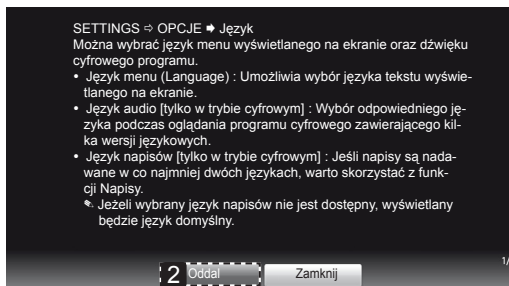 SETTINGS ⇨ OPCJE ➡ Język
Można wybrać język menu wyświetlanego na ekranie oraz dźwięku
cyfrowego programu.
• Język menu (Language) : Umożliwia wybór języka tekstu wyświe-
tlanego na ekranie.
• Język audio [tylko w trybie cyfrowym] : Wybór odpowiedniego ję-
zyka podczas oglądania programu cyfrowego zawierającego kil-
ka wersji językowych.
• Język napisów [tylko w trybie cyfrowym] : Jeśli napisy są nada-
wane w co najmniej dwóch językach, warto skorzystać z funk-
cji Napisy.
✎ Jeżeli wybrany język napisów nie jest dostępny, wyświetlany
będzie język domyślny.
1/
2 Oddal Zamknij